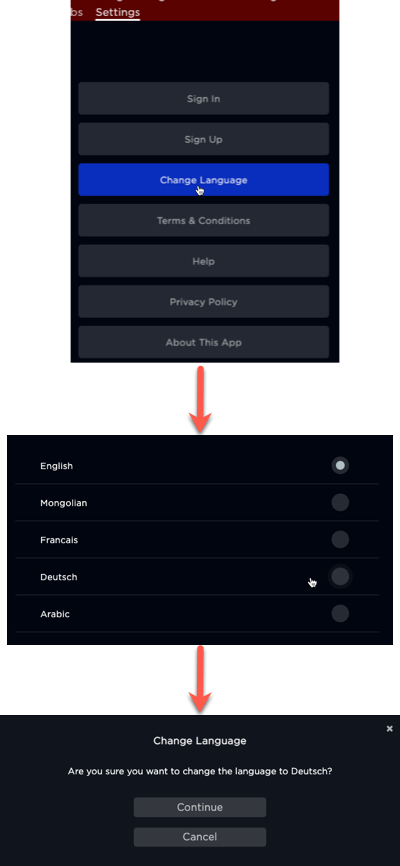 bs Settings
Sign In
Sign Up
Change Language
Terms & Conditions
Help
Privacy Policy
About This App
English
Mongolian
Francais
Deutsch
Arabic
Change Language
Are you sure you want to change the language to Deutsch?
Continue
Cancel